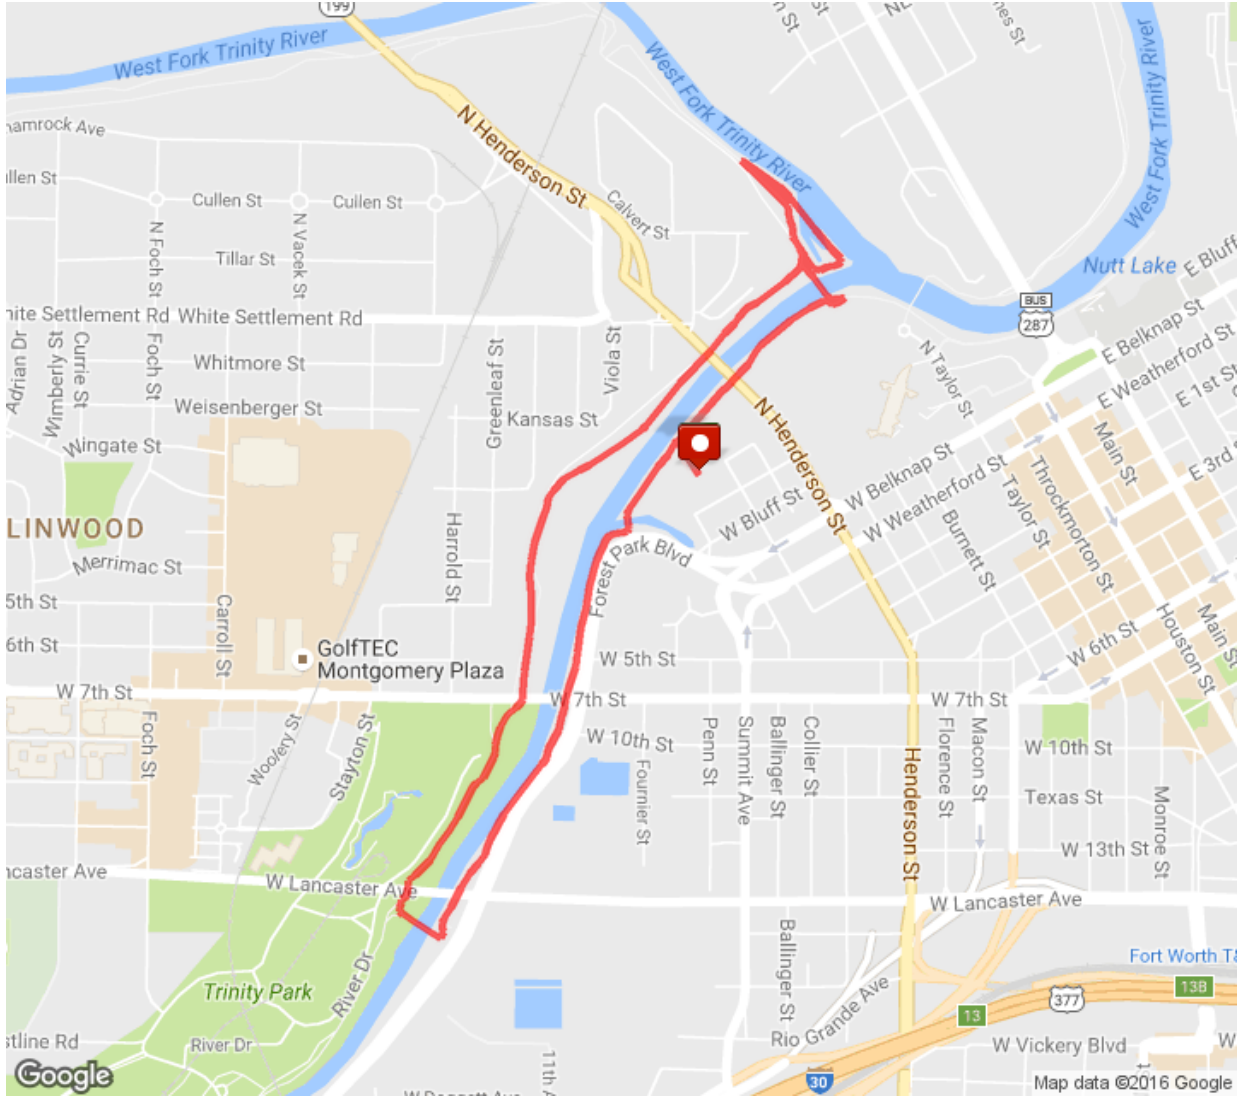 199
West Fork Trinity River
West Fork Trinity River
West Fork Trinity River
N Henderson St
hamrock Ave
ullen St
Cullen St
Cullen St
Calvert St
N Foch St
N Vacek St
Tillar St
Nutt Lake
E Bluff
BUS
287
hite Settlement Rd
White Settlement Rd
Adrian Dr
Wimberly St
Currie St
Foch St
Whitmore St
Viola St
Greenleaf St
N Taylor St
E Belknap St
E Weatherford St
E 1st St
Weisenberger St
Kansas St
Wingate St
N Henderson St
Main St
E 3rd S
W Belknap St
W Weatherford St
Throckmorton St
Taylor St
W Bluff St
Burnett St
LINWOOD
Harrold St
Merrimac St
Forest Park Blvd
5th St
Carroll St
Houston St
Main St
6th St
GolfTEC
Montgomery Plaza
W 5th St
W 6th St
W 7th St
W 7th St
W 7th St
Foch St
Woolery St
Stayton St
W 10th St
Penn St
Summit Ave
Ballinger St
Collier St
Henderson St
Florence St
Macon St
W 10th St
Fournier St
Texas St
Monroe St
W 13th St
ncaster Ave
W Lancaster Ave
W Lancaster Ave
Ballinger St
Fort Worth T&
Trinity Park
River Dr
377
13B
13
Rio Grande Ave
stline Rd
River Dr
W Vickery Blvd
W
11th A
30
Google
Map data ©2016 Google